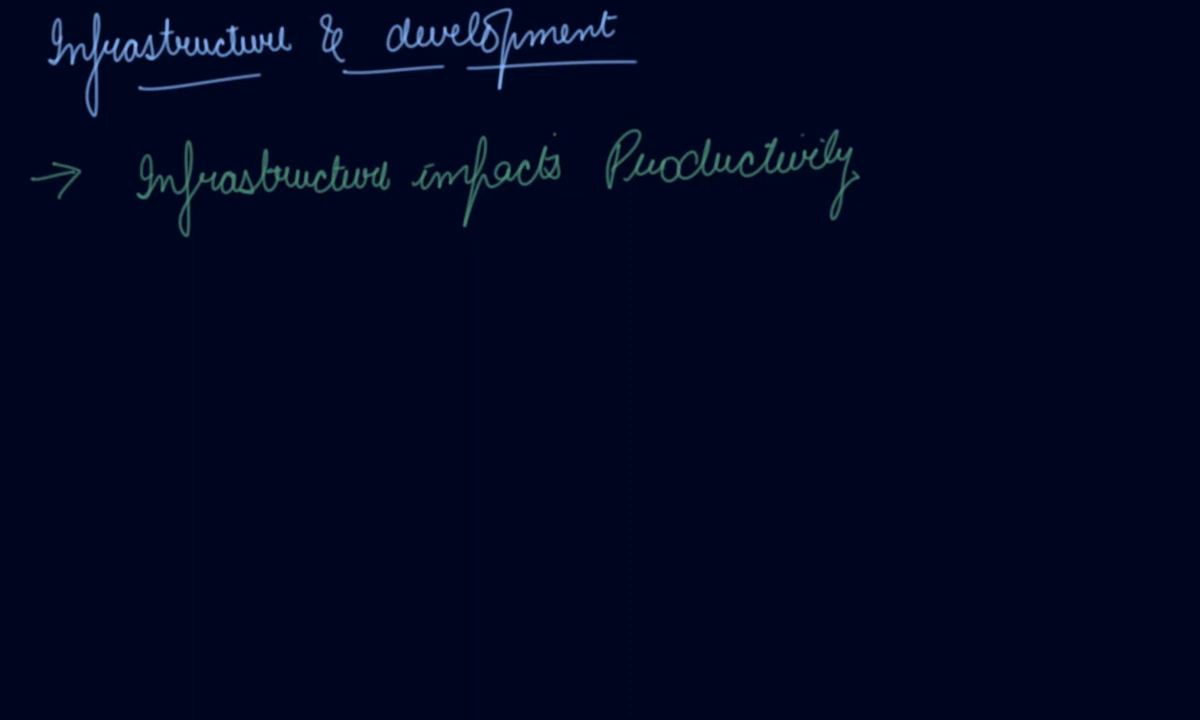 Infrastructure & development
→ Infrastructure impacts Productivity